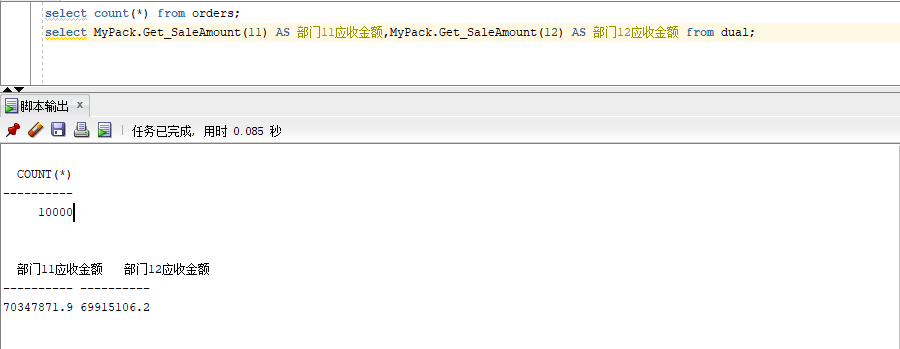 select count(*) from orders;
select MyPack.Get_SaleAmount(11) AS 部门11应收金额,MyPack.Get_SaleAmount(12) AS 部门12应收金额 from dual;
脚本输出 x
任务已完成, 用时 0.085 秒
COUNT(*)
----------
10000
部门11应收金额 部门12应收金额
---------- ----------
70347871.9 69915106.2